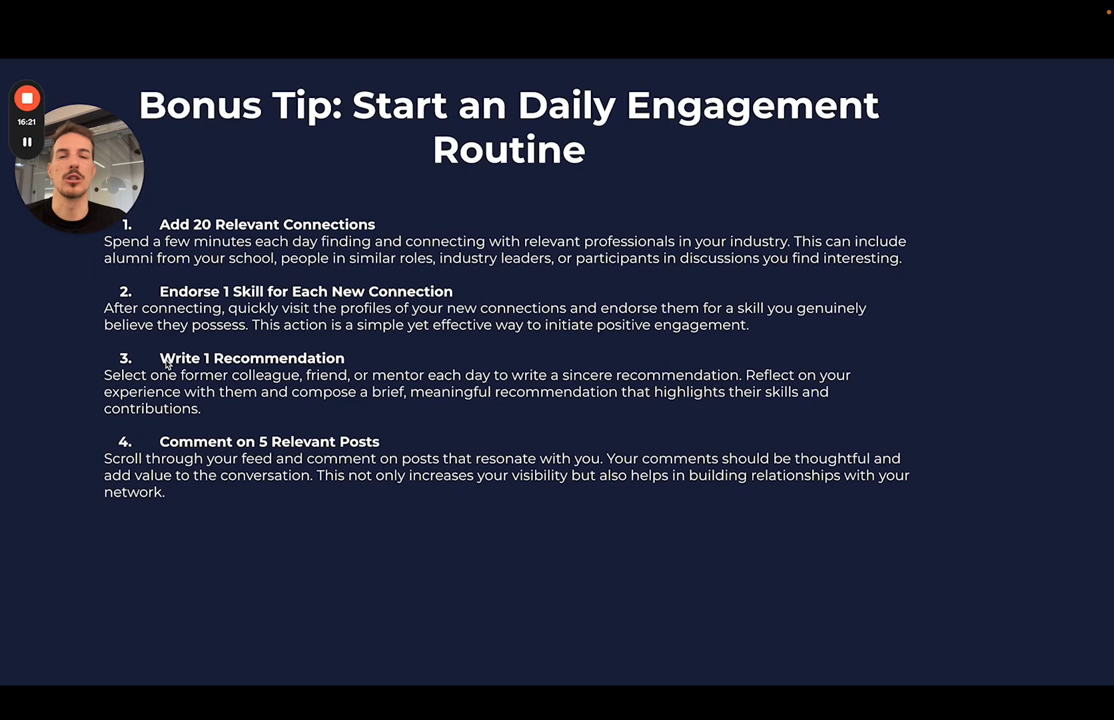 Bonus Tip: Start an Daily Engagement
Routine
16:21
1. Add 20 Relevant Connections
Spend a few minutes each day finding and connecting with relevant professionals in your industry. This can include
alumni from your school, people in similar roles, industry leaders, or participants in discussions you find interesting.
2. Endorse 1 Skill for Each New Connection
After connecting, quickly visit the profiles of your new connections and endorse them for a skill you genuinely
believe they possess. This action is a simple yet effective way to initiate positive engagement.
3. Write 1 Recommendation
Select one former colleague, friend, or mentor each day to write a sincere recommendation. Reflect on your
experience with them and compose a brief, meaningful recommendation that highlights their skills and
contributions.
4. Comment on 5 Relevant Posts
Scroll through your feed and comment on posts that resonate with you. Your comments should be thoughtful and
add value to the conversation. This not only increases your visibility but also helps in building relationships with your
network.